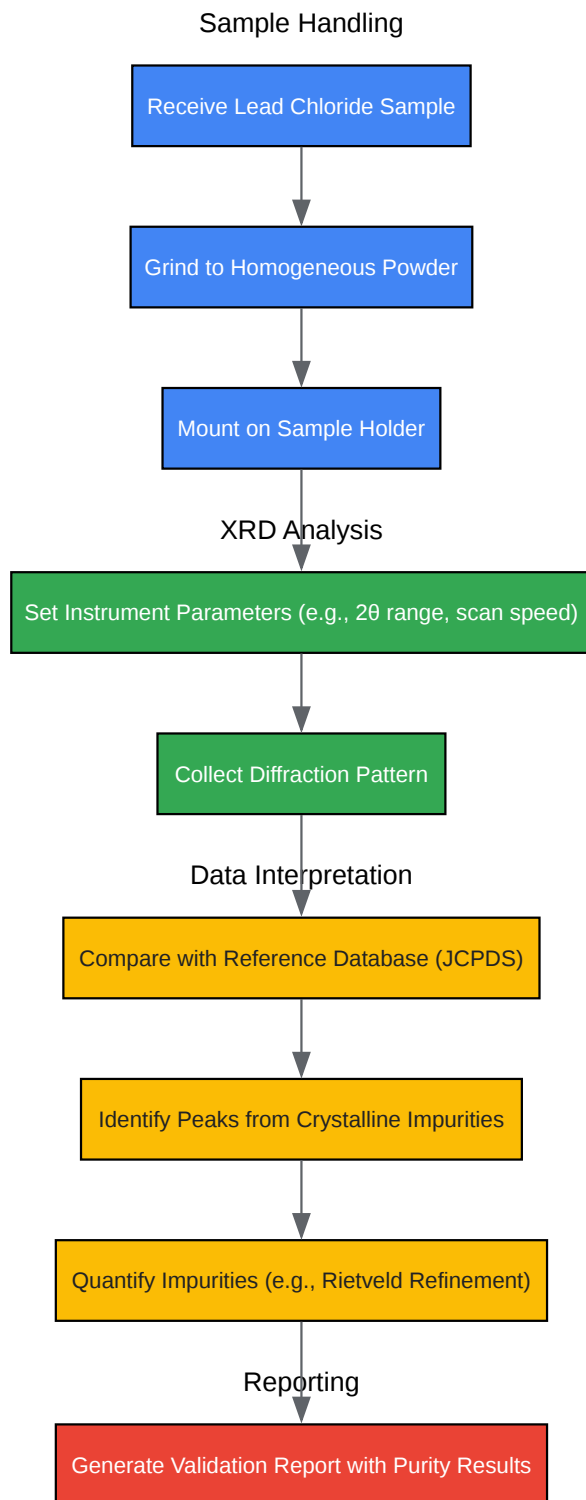 Sample Handling
Receive Lead Chloride Sample
Grind to Homogeneous Powder
Mount on Sample Holder
XRD Analysis
Set Instrument Parameters (e.g., 2θ range, scan speed)
Collect Diffraction Pattern
Data Interpretation
Compare with Reference Database (JCPDS)
Identify Peaks from Crystalline Impurities
Quantify Impurities (e.g., Rietveld Refinement)
Reporting
Generate Validation Report with Purity Results